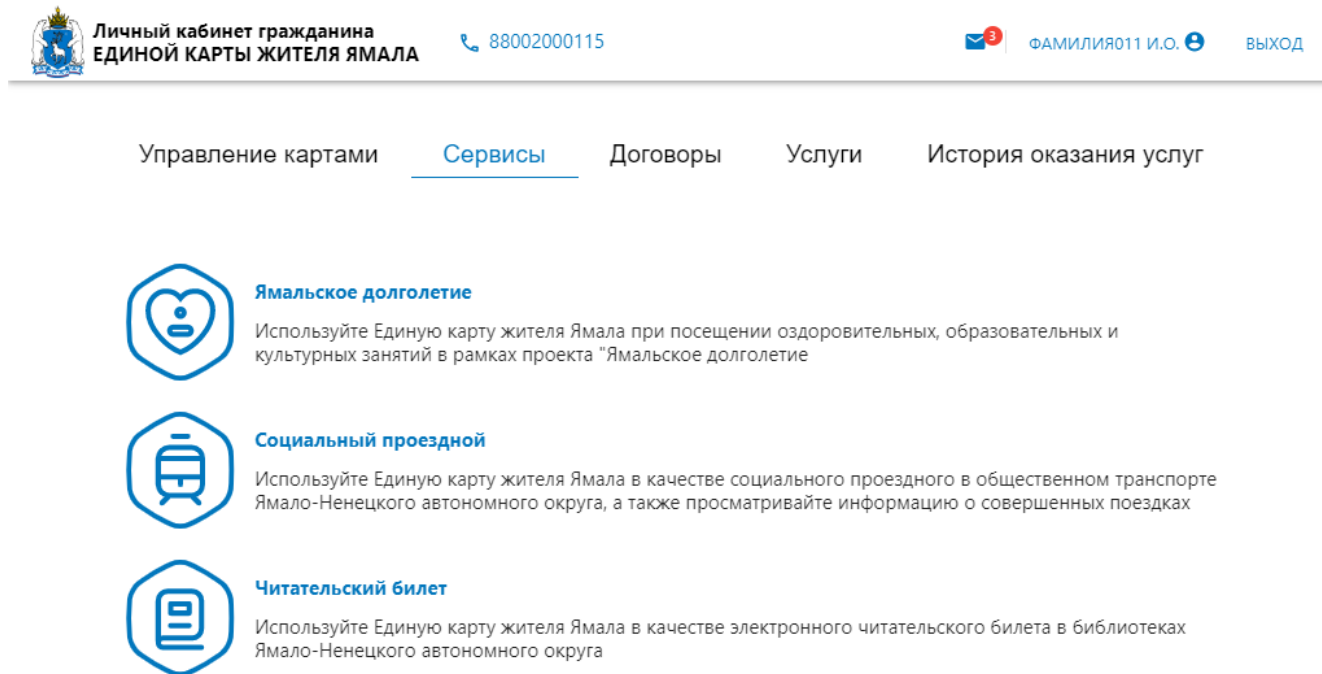 Личный кабинет гражданина
ЕДИНОЙ КАРТЫ ЖИТЕЛЯ ЯМАЛА
88002000115
3
ФАМИЛИЯ011 И.О.
ВЫХОД
Управление картами
Сервисы
Договоры
Услуги
История оказания услуг
Ямальское долголетие
Используйте Единую карту жителя Ямала при посещении оздоровительных, образовательных и
культурных занятий в рамках проекта "Ямальское долголетие
Социальный проездной
Используйте Единую карту жителя Ямала в качестве социального проездного в общественном транспорте
Ямало-Ненецкого автономного округа, а также просматривайте информацию о совершенных поездках
Читательский билет
Используйте Единую карту жителя Ямала в качестве электронного читательского билета в библиотеках
Ямало-Ненецкого автономного округа